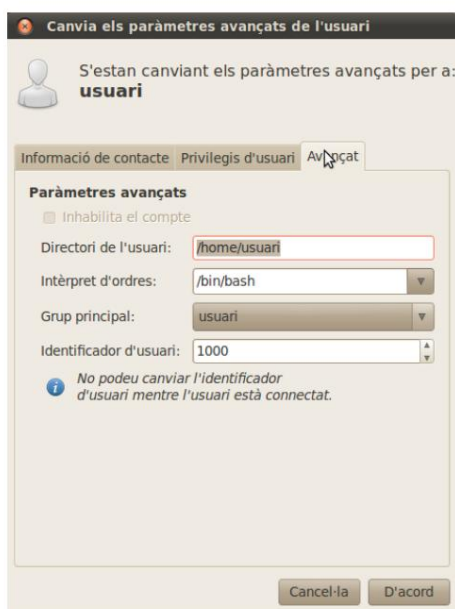 Canvia els paràmetres avançats de l'usuari
S'estan canviant els paràmetres avançats per a:
usuari
Informació de contacte Privilegis d'usuari Avançat
Paràmetres avançats
Inhabilita el compte
Directori de l'usuari: /home/usuari
Intèrpret d'ordres: /bin/bash
Grup principal: usuari
Identificador d'usuari: 1000
No podeu canviar l'identificador
d'usuari mentre l'usuari està connectat.
Cancel·la D'acord